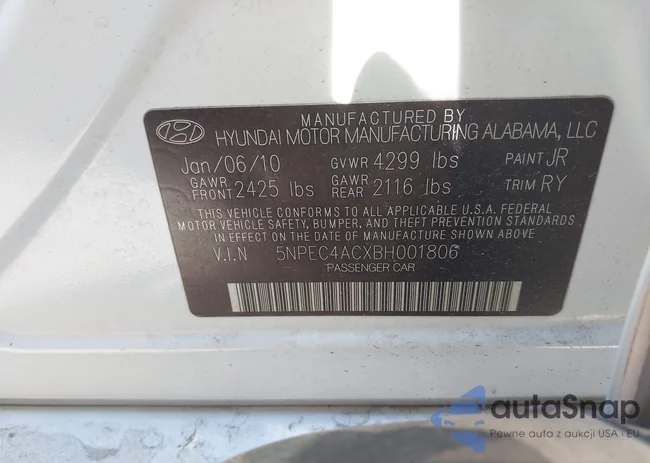 MANUFACTURED BY
HYUNDAI MOTOR MANUFACTURING ALABAMA, LLC
Jan/06/10 GVWR 4299 lbs PAINT JR
GAWR FRONT 2425 lbs GAWR REAR 2116 lbs TRIM RY
THIS VEHICLE CONFORMS TO ALL APPLICABLE U.S.A. FEDERAL
MOTOR VEHICLE SAFETY, BUMPER, AND THEFT PREVENTION STANDARDS
IN EFFECT ON THE DATE OF MANUFACTURE SHOWN ABOVE
V.I.N 5NPEC4ACXBH001806
PASSENGER CAR
autoSnap
Pewne auta z aukcji USA i EU